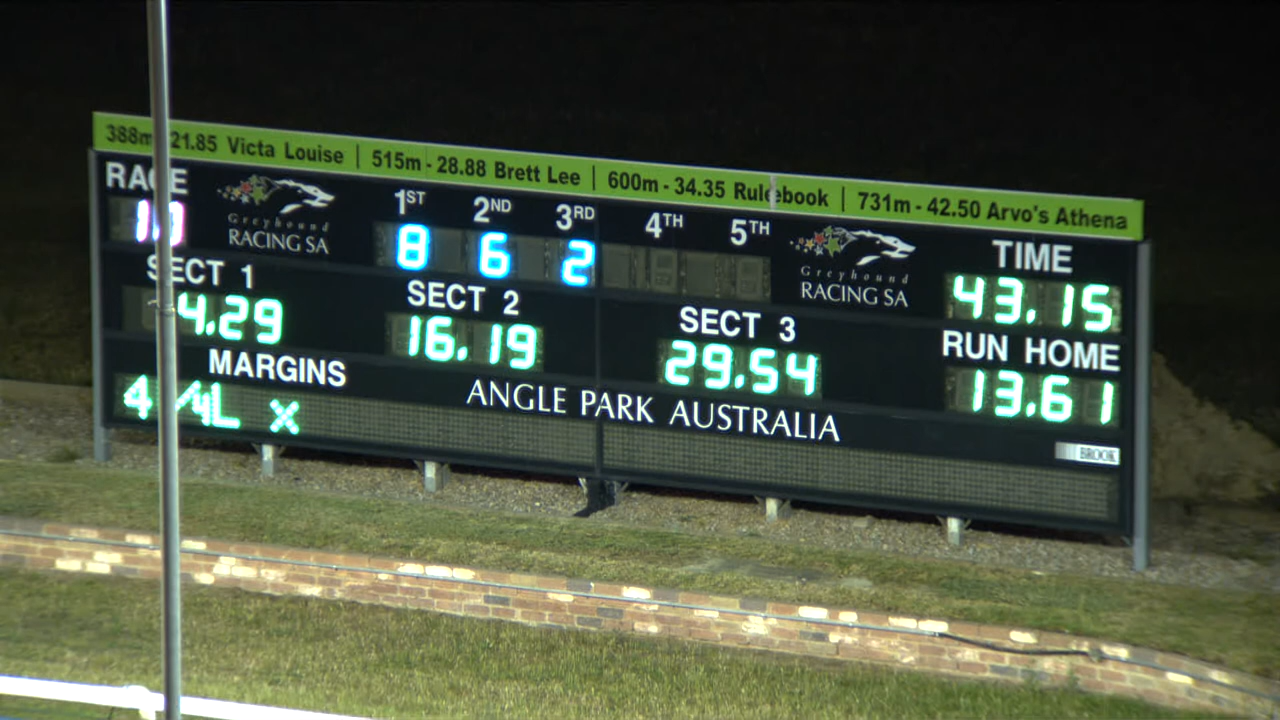 388m 21.85 Victa Louise | 515m - 28.88 Brett Lee | 600m - 34.35 Rulebook | 731m - 42.50 Arvo's Athena
RACE
Greyhound
RACING SA
1ST 2ND 3RD 4TH 5TH
8 6 2
Greyhound
RACING SA
TIME
43.15
SECT 1
4.29
SECT 2
16.19
SECT 3
29.54
RUN HOME
13.61
MARGINS
4 /4L X
ANGLE PARK AUSTRALIA
BROOK